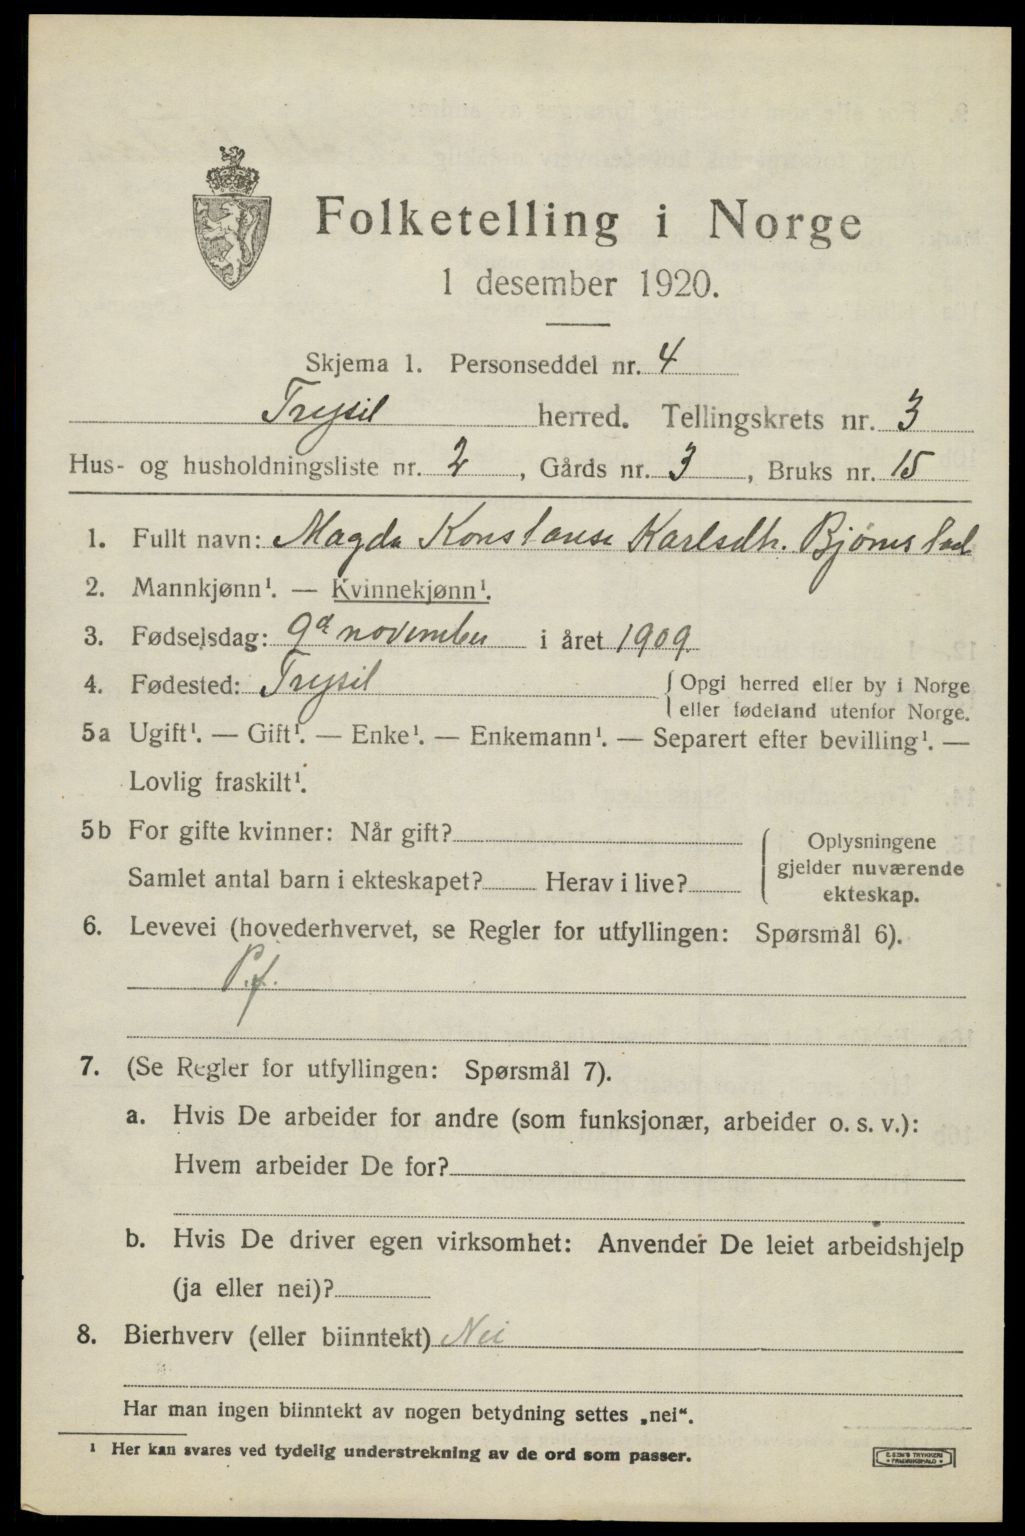 Folketelling i Norge
1 desember 1920.
Skjema 1. Personseddel nr. 4
Trysil herred. Tellingskrets nr. 3
Hus- og husholdningsliste nr. 2, Gårds nr. 3, Bruks nr. 15
1. Fullt navn: Magda Konstanse Karlsdtr. Bjørnstad
2. Mannkjønn¹. — Kvinnekjønn¹.
3. Fødselsdag: 9d november i året 1909.
4. Fødested: Trysil { Opgi herred eller by i Norge
eller fødeland utenfor Norge.
5a Ugift¹. — Gift¹. — Enke¹. — Enkemann¹. — Separert efter bevilling¹. —
Lovlig fraskilt¹.
5b For gifte kvinner: Når gift? { Oplysningene
gjelder nuværende
Samlet antal barn i ekteskapet? Herav i live? ekteskap.
6. Levevei (hovederhvervet, se Regler for utfyllingen: Spørsmål 6).
P.f.
7. (Se Regler for utfyllingen: Spørsmål 7).
a. Hvis De arbeider for andre (som funksjonær, arbeider o. s. v.):
Hvem arbeider De for?
b. Hvis De driver egen virksomhet: Anvender De leiet arbeidshjelp
(ja eller nei)?
8. Bierhverv (eller biinntekt) Nei
Har man ingen biinntekt av nogen betydning settes „nei“.
¹ Her kan svares ved tydelig understrekning av de ord som passer.